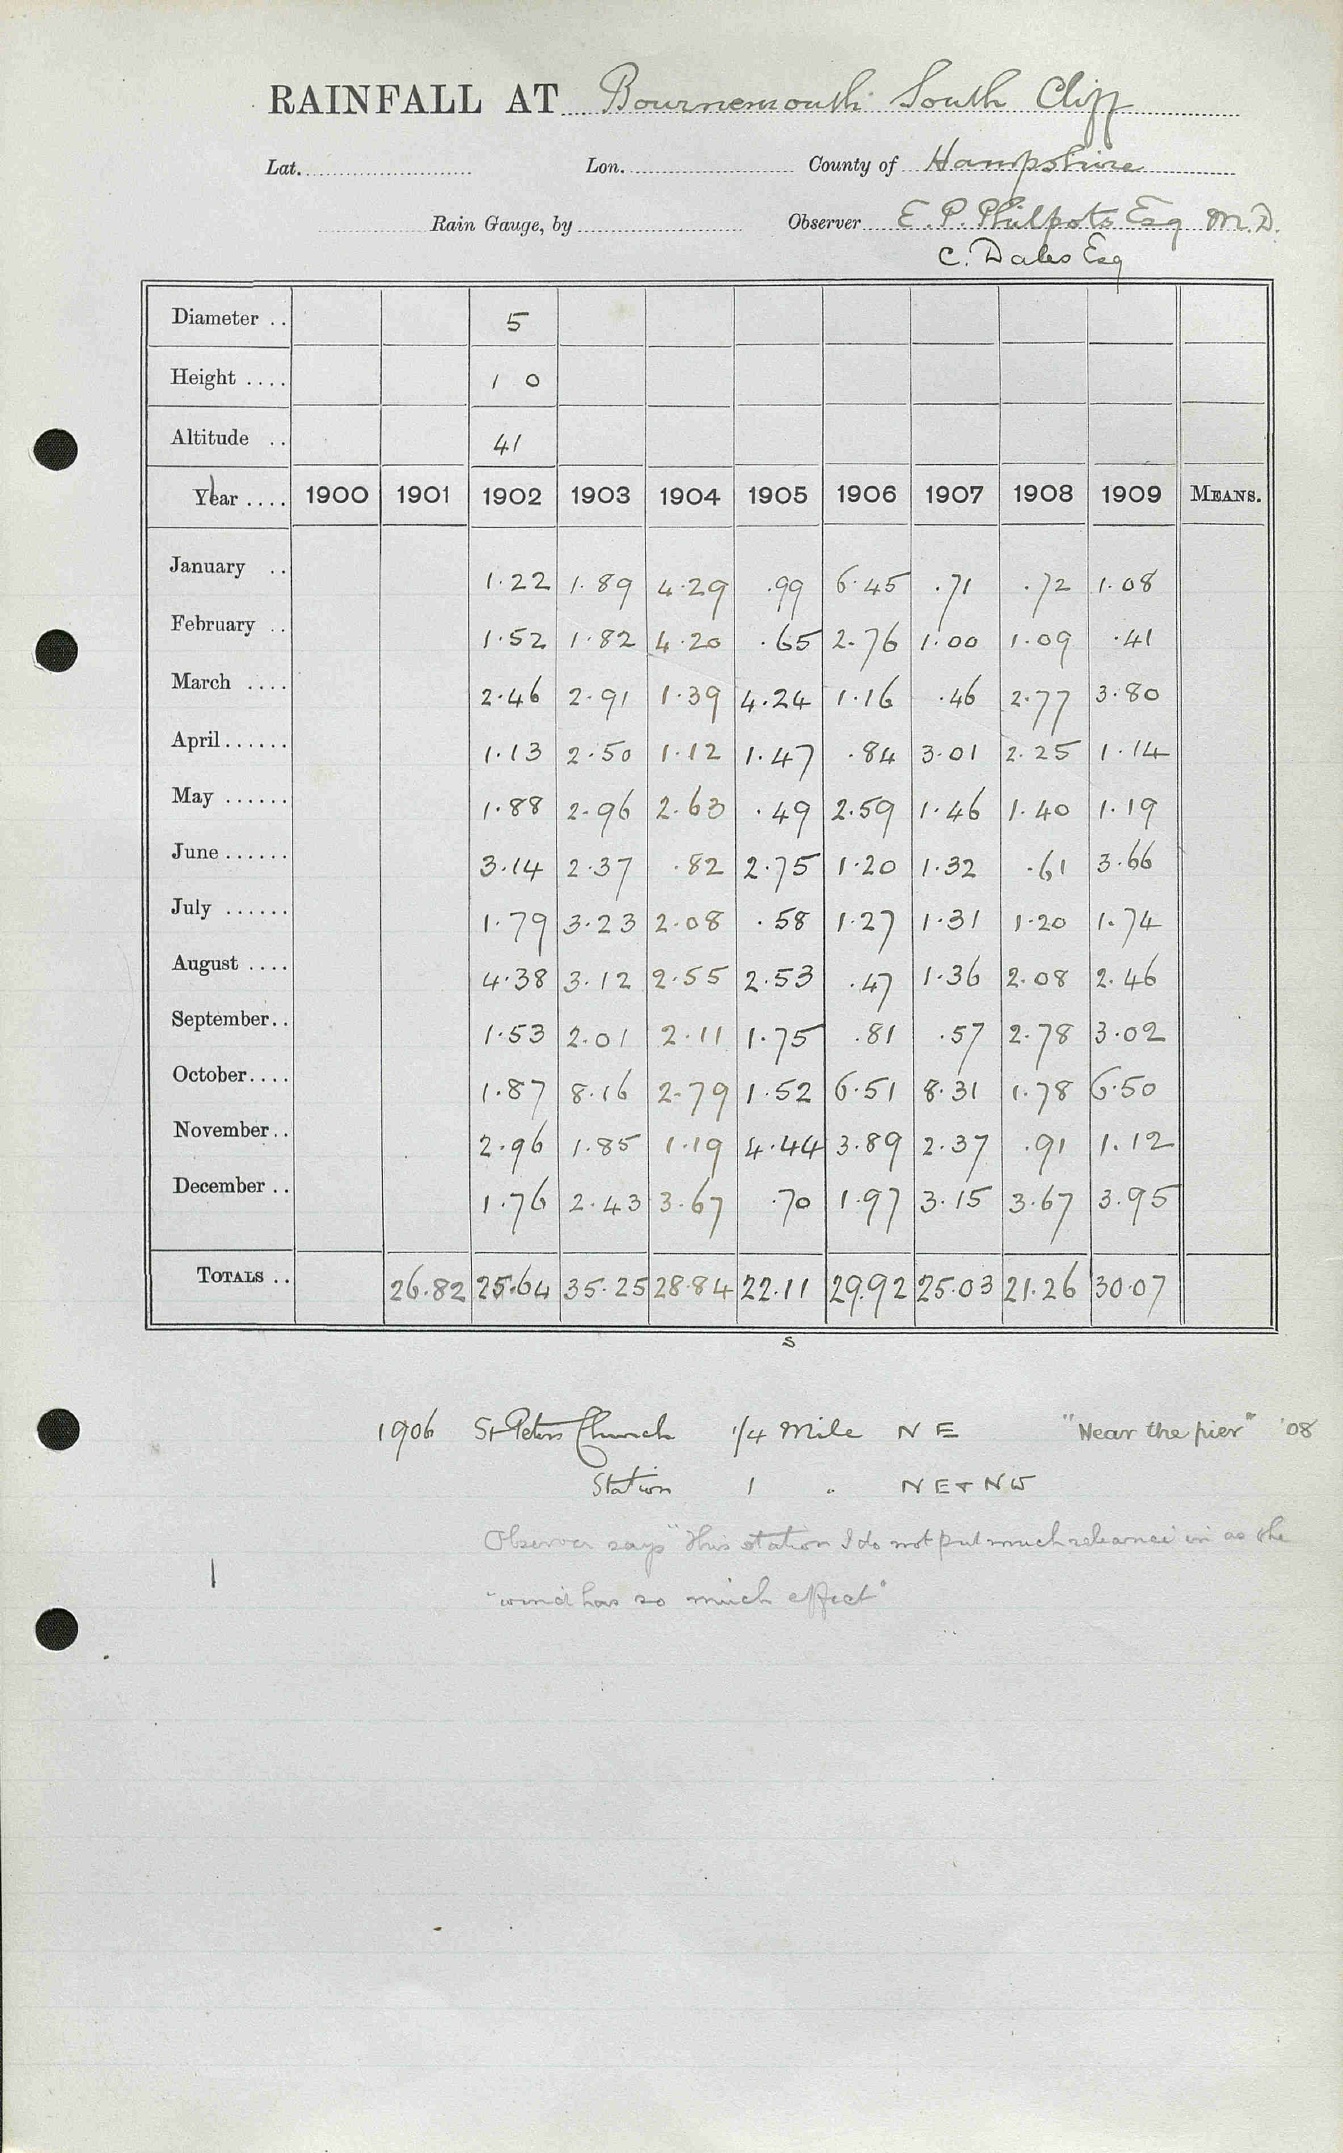 RAINFALL AT Bournemouth South Cliff
Lat. Lon. County of Hampshire
Rain Gauge, by Observer E. P. Philpots Esq M.D.
C. Dales Esq
Diameter .. 5
Height .... 1 0
Altitude .. 41
Year .... 1900 1901 1902 1903 1904 1905 1906 1907 1908 1909 MEANS.
January .. 1.22 1.89 4.29 .99 6.45 .71 .72 1.08
February .. 1.52 1.82 4.20 .65 2.76 1.00 1.09 .41
March .... 2.46 2.91 1.39 4.24 1.16 .46 2.77 3.80
April ...... 1.13 2.50 1.12 1.47 .84 3.01 2.25 1.14
May ...... 1.88 2.96 2.63 .49 2.59 1.46 1.40 1.19
June ...... 3.14 2.37 .82 2.75 1.20 1.32 .61 3.66
July ...... 1.79 3.23 2.08 .58 1.27 1.31 1.20 1.74
August .... 4.38 3.12 2.55 2.53 .47 1.36 2.08 2.46
September .. 1.53 2.01 2.11 1.75 .81 .57 2.78 3.02
October .... 1.87 8.16 2.79 1.52 6.51 8.31 1.78 6.50
November .. 2.96 1.85 1.19 4.44 3.89 2.37 .91 1.12
December .. 1.76 2.43 3.67 .70 1.97 3.15 3.67 3.95
TOTALS .. 26.82 25.64 35.25 28.84 22.11 29.92 25.03 21.26 30.07
S
1906 St Peters Church 1/4 Mile N E "Near the pier" '08
Station 1 " N E + N W
Observer says "this station I do not put much releance in as the
"wind has so much effect"